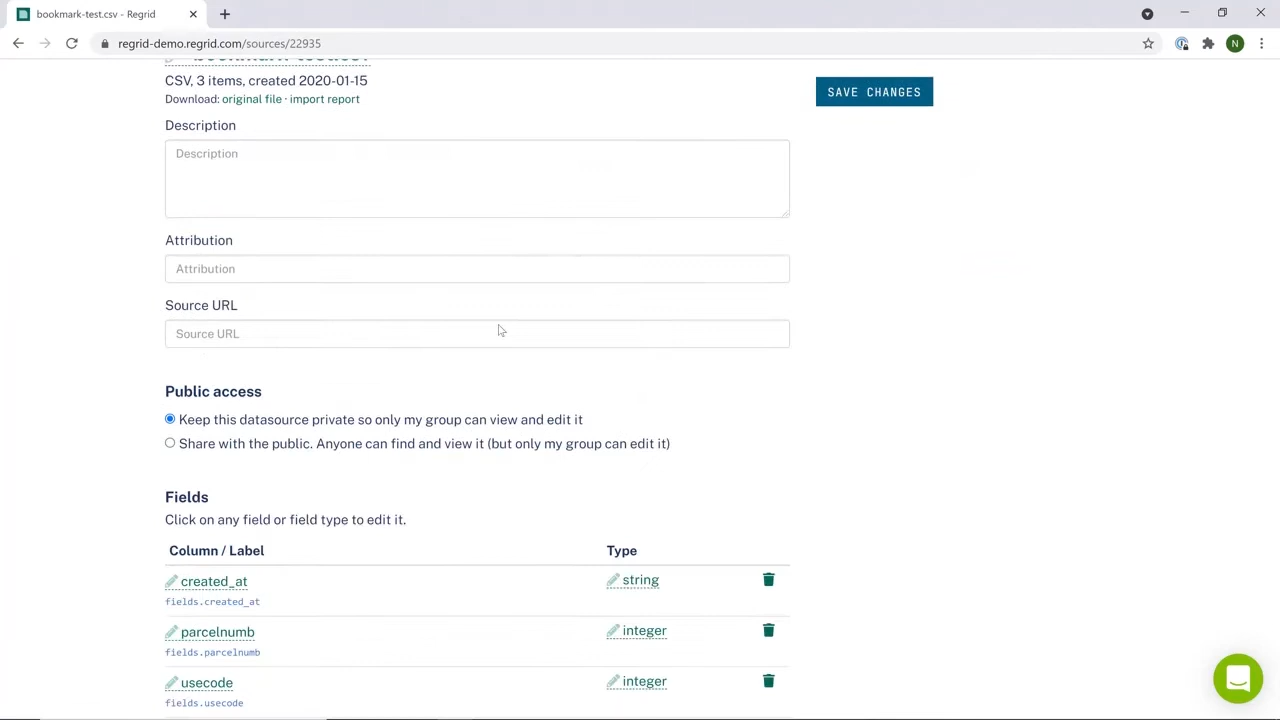 bookmark-test.csv - Regrid
regrid-demo.regrid.com/sources/22935
N
CSV, 3 items, created 2020-01-15
SAVE CHANGES
Download: original file · import report
Description
Description
Attribution
Attribution
Source URL
Source URL
Public access
Keep this datasource private so only my group can view and edit it
Share with the public. Anyone can find and view it (but only my group can edit it)
Fields
Click on any field or field type to edit it.
Column / Label Type
created_at string
fields.created_at
parcelnumb integer
fields.parcelnumb
usecode integer
fields.usecode